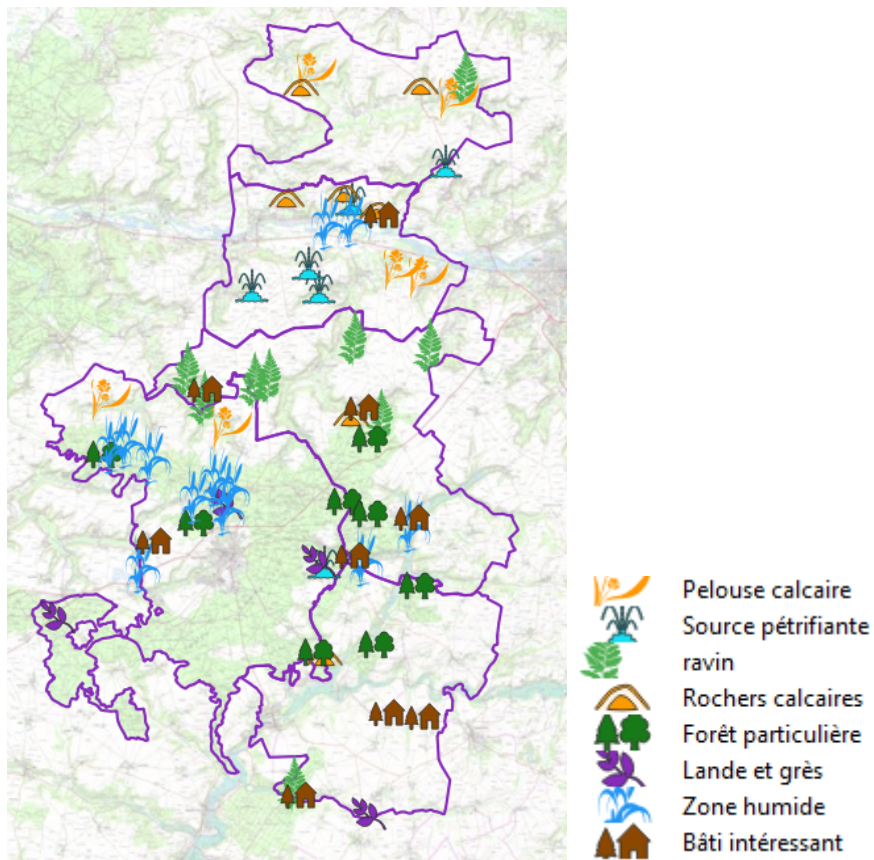 Pelouse calcaire
Source pétrifiante
ravin
Rochers calcaires
Forêt particulière
Lande et grès
Zone humide
Bâti intéressant